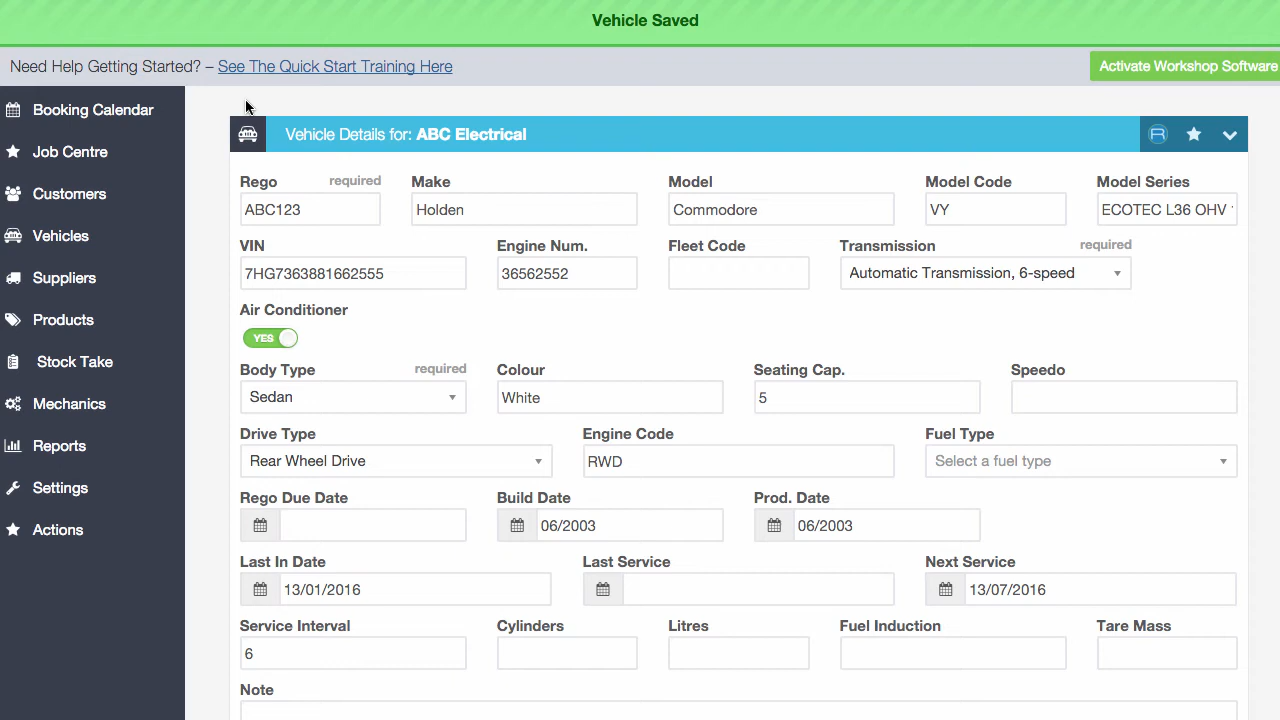 Vehicle Saved
Need Help Getting Started? – See The Quick Start Training Here
Activate Workshop Software
Booking Calendar
Job Centre
Customers
Vehicles
Suppliers
Products
Stock Take
Mechanics
Reports
Settings
Actions
Vehicle Details for: ABC Electrical
Rego required Make Model Model Code Model Series
ABC123 Holden Commodore VY ECOTEC L36 OHV
VIN Engine Num. Fleet Code Transmission required
7HG7363881662555 36562552 Automatic Transmission, 6-speed
Air Conditioner
YES
Body Type required Colour Seating Cap. Speedo
Sedan White 5
Drive Type Engine Code Fuel Type
Rear Wheel Drive RWD Select a fuel type
Rego Due Date Build Date Prod. Date
06/2003 06/2003
Last In Date Last Service Next Service
13/01/2016 13/07/2016
Service Interval Cylinders Litres Fuel Induction Tare Mass
6
Note